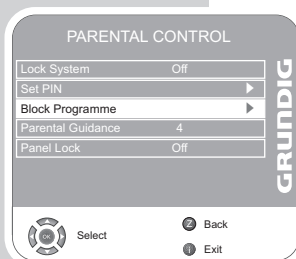 PARENTAL CONTROL
Lock System Off
Set PIN
Block Programme
Parental Guidance 4
Panel Lock Off
GRUNDIG
OK
Select
Z Back
i Exit